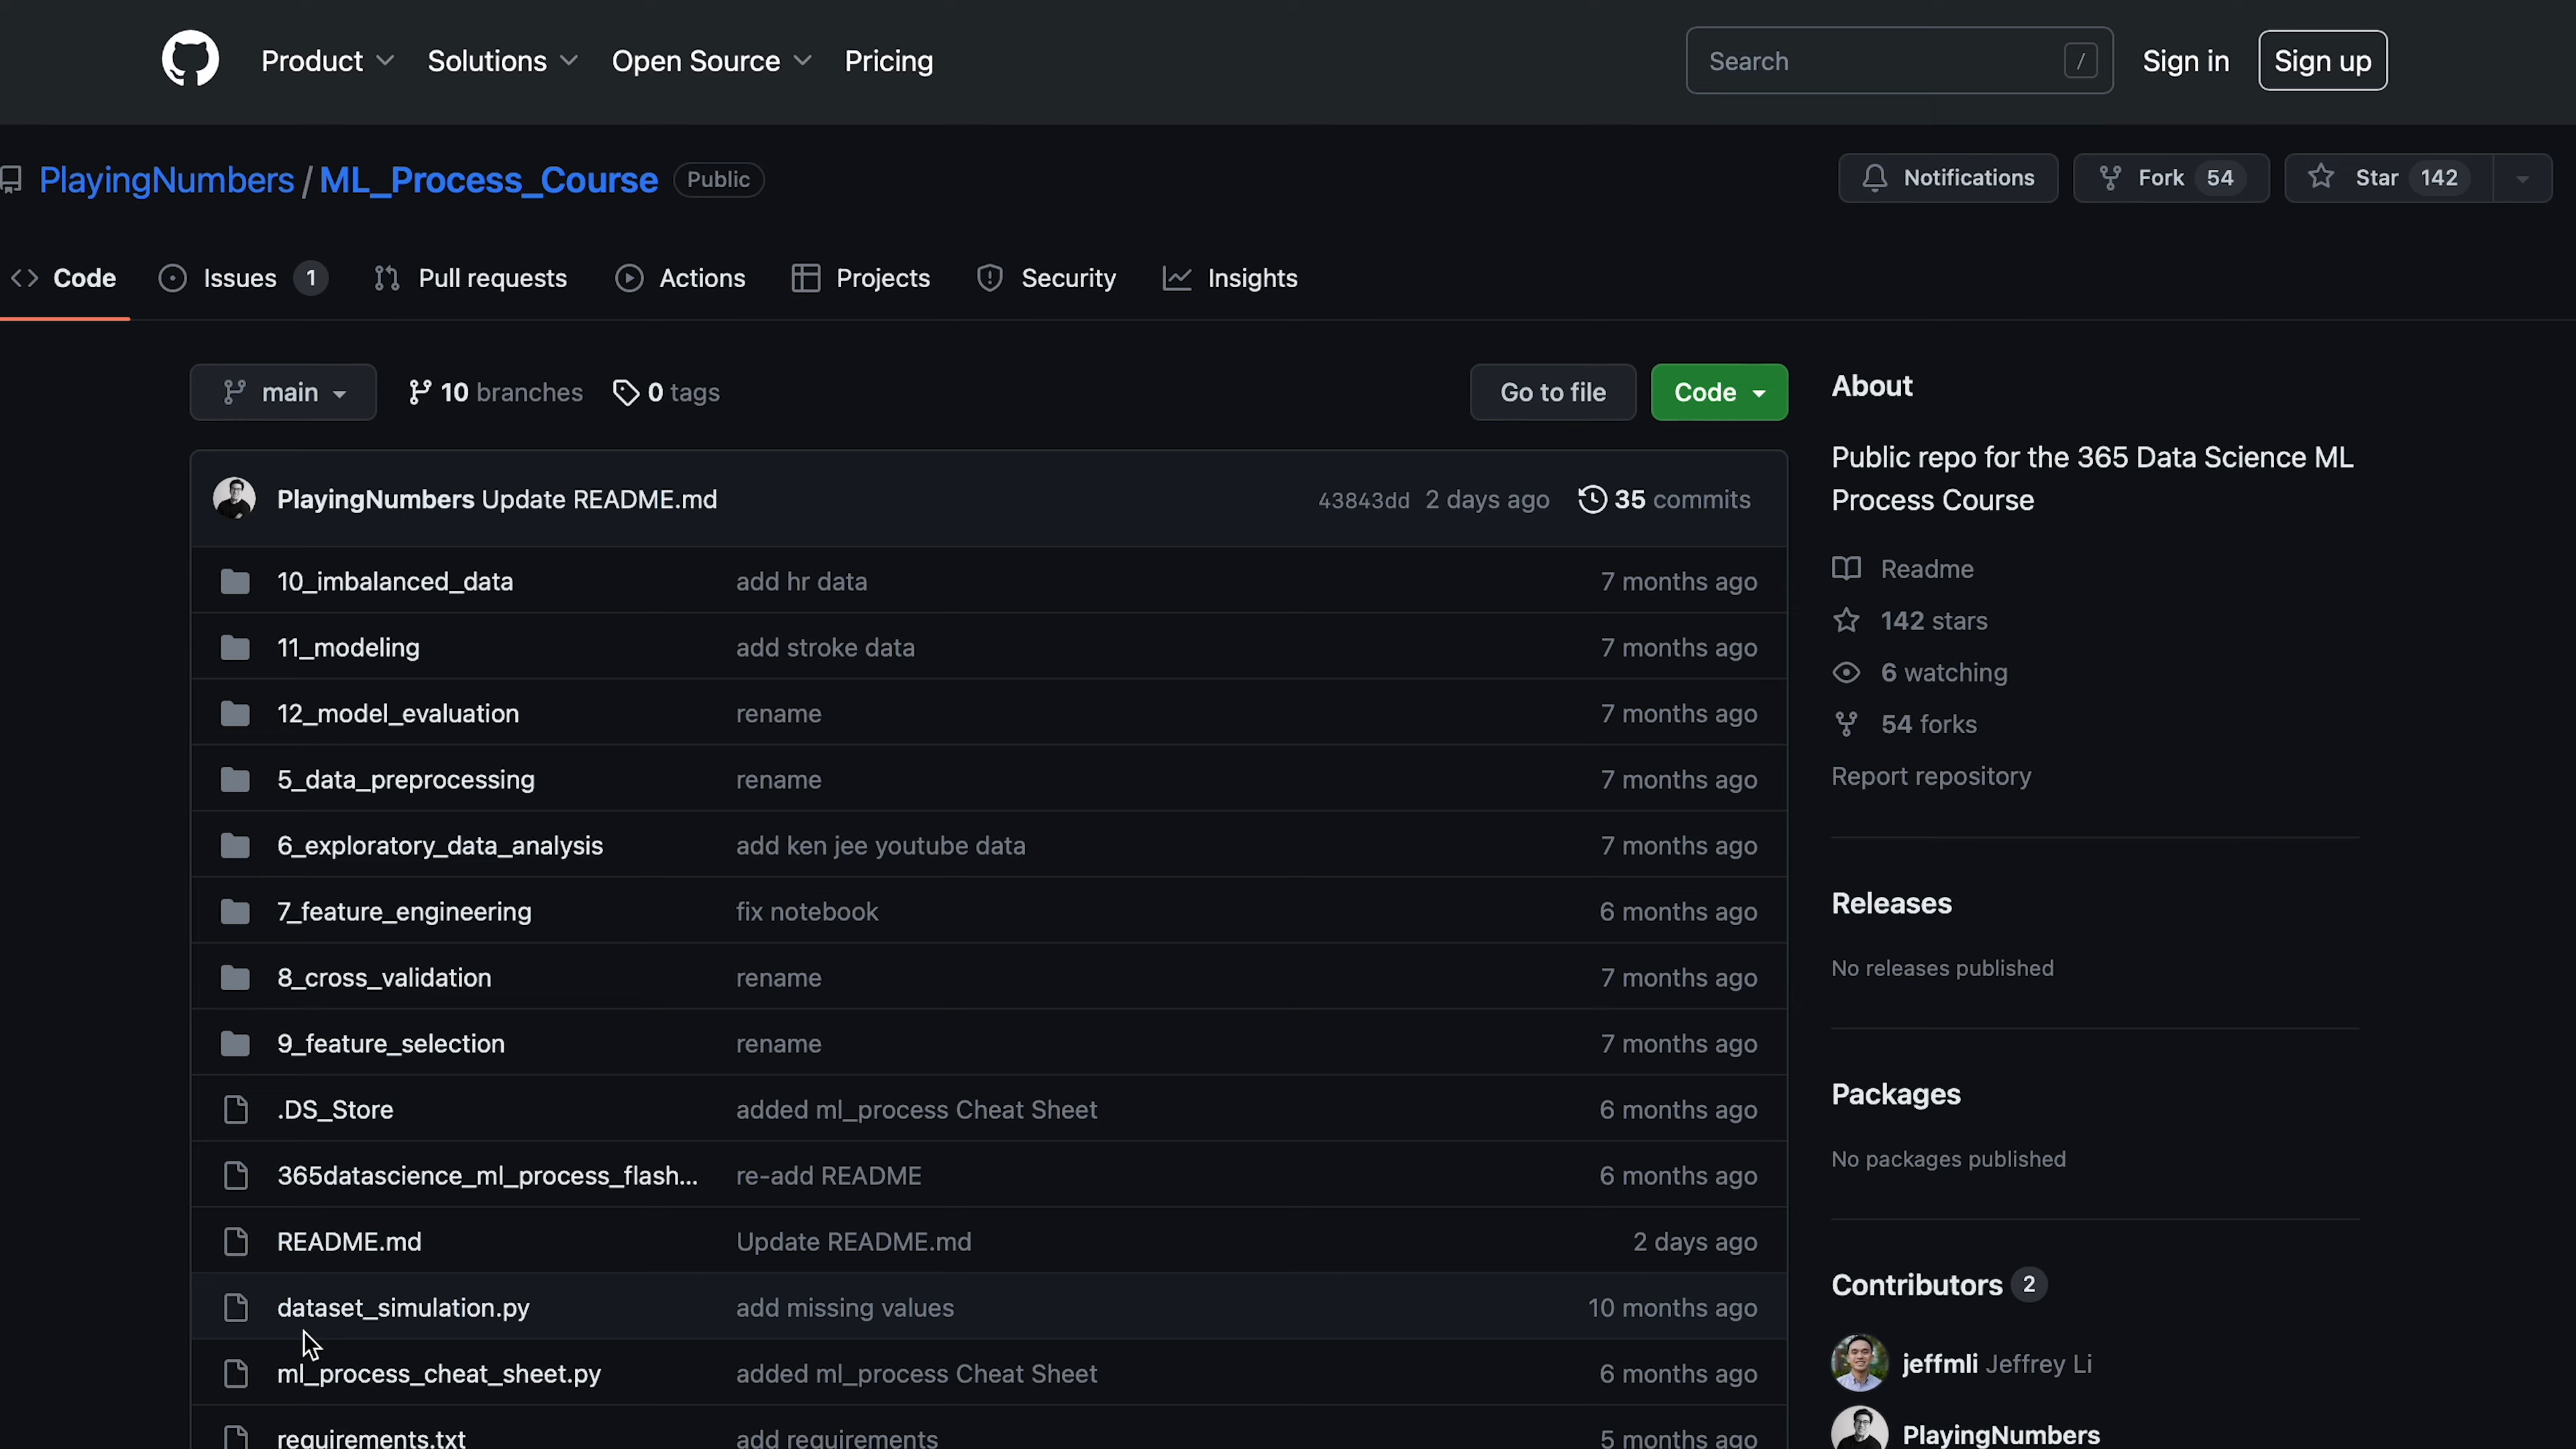 Product Solutions Open Source Pricing Search / Sign in Sign up
PlayingNumbers / ML_Process_Course Public Notifications Fork 54 Star 142
Code Issues 1 Pull requests Actions Projects Security Insights
main 10 branches 0 tags Go to file Code
PlayingNumbers Update README.md 43843dd 2 days ago 35 commits
10_imbalanced_data add hr data 7 months ago
11_modeling add stroke data 7 months ago
12_model_evaluation rename 7 months ago
5_data_preprocessing rename 7 months ago
6_exploratory_data_analysis add ken jee youtube data 7 months ago
7_feature_engineering fix notebook 6 months ago
8_cross_validation rename 7 months ago
9_feature_selection rename 7 months ago
.DS_Store added ml_process Cheat Sheet 6 months ago
365datascience_ml_process_flash... re-add README 6 months ago
README.md Update README.md 2 days ago
dataset_simulation.py add missing values 10 months ago
ml_process_cheat_sheet.py added ml_process Cheat Sheet 6 months ago
requirements.txt add requirements 5 months ago
About
Public repo for the 365 Data Science ML
Process Course
Readme
142 stars
6 watching
54 forks
Report repository
Releases
No releases published
Packages
No packages published
Contributors 2
jeffmli Jeffrey Li
PlayingNumbers